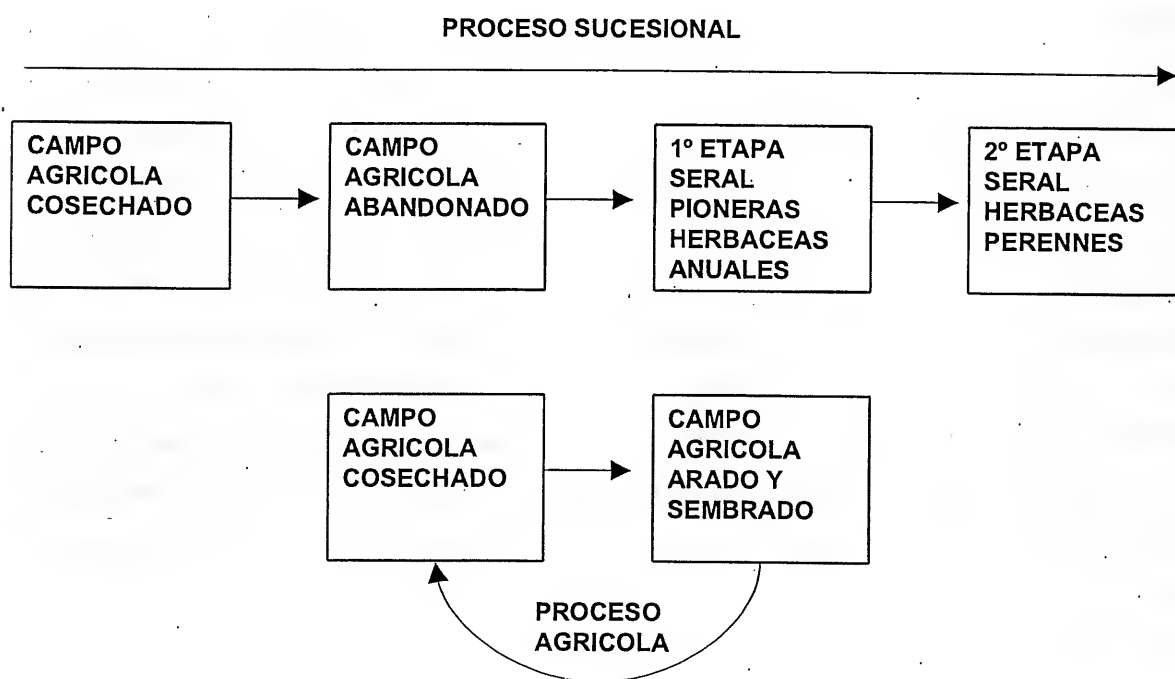 PROCESO SUCESIONAL
CAMPO
AGRICOLA
COSECHADO
CAMPO
AGRICOLA
ABANDONADO
1º ETAPA
SERAL
PIONERAS
HERBACEAS
ANUALES
2º ETAPA
SERAL
HERBACEAS
PERENNES
CAMPO
AGRICOLA
COSECHADO
CAMPO
AGRICOLA
ARADO Y
SEMBRADO
PROCESO
AGRICOLA